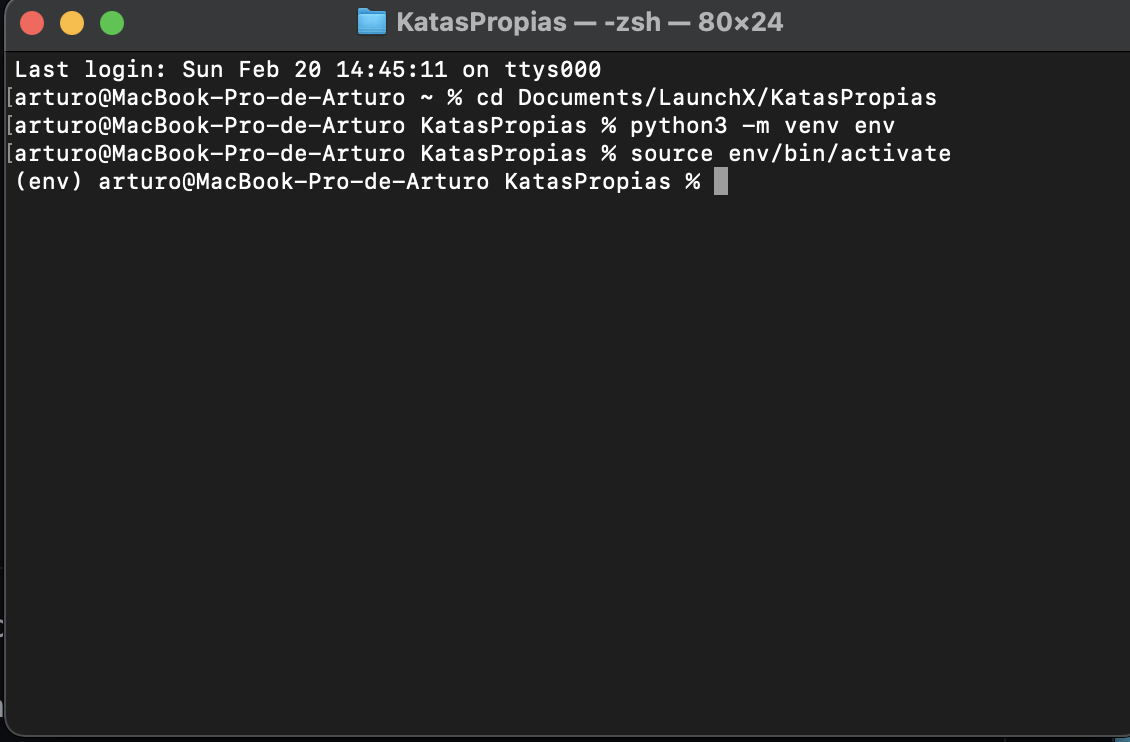 KatasPropias — -zsh — 80×24
Last login: Sun Feb 20 14:45:11 on ttys000
[arturo@MacBook-Pro-de-Arturo ~ % cd Documents/LaunchX/KatasPropias
[arturo@MacBook-Pro-de-Arturo KatasPropias % python3 -m venv env
[arturo@MacBook-Pro-de-Arturo KatasPropias % source env/bin/activate
(env) arturo@MacBook-Pro-de-Arturo KatasPropias %